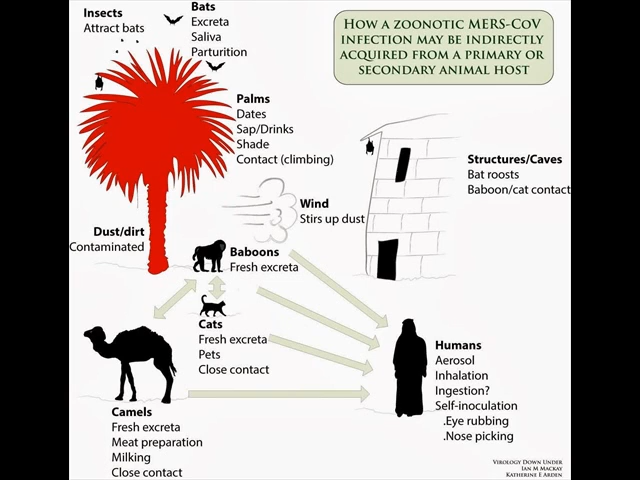 Insects
Attract bats
Bats
Excreta
Saliva
Parturition
How a zoonotic MERS-CoV
infection may be indirectly
acquired from a primary or
secondary animal host
Palms
Dates
Sap/Drinks
Shade
Contact (climbing)
Structures/Caves
Bat roosts
Baboon/cat contact
Wind
Stirs up dust
Dust/dirt
Contaminated
Baboons
Fresh excreta
Cats
Fresh excreta
Pets
Close contact
Humans
Aerosol
Inhalation
Ingestion?
Self-inoculation
.Eye rubbing
.Nose picking
Camels
Fresh excreta
Meat preparation
Milking
Close contact
Virology Down Under
Ian M Mackay
Katherine E Arden